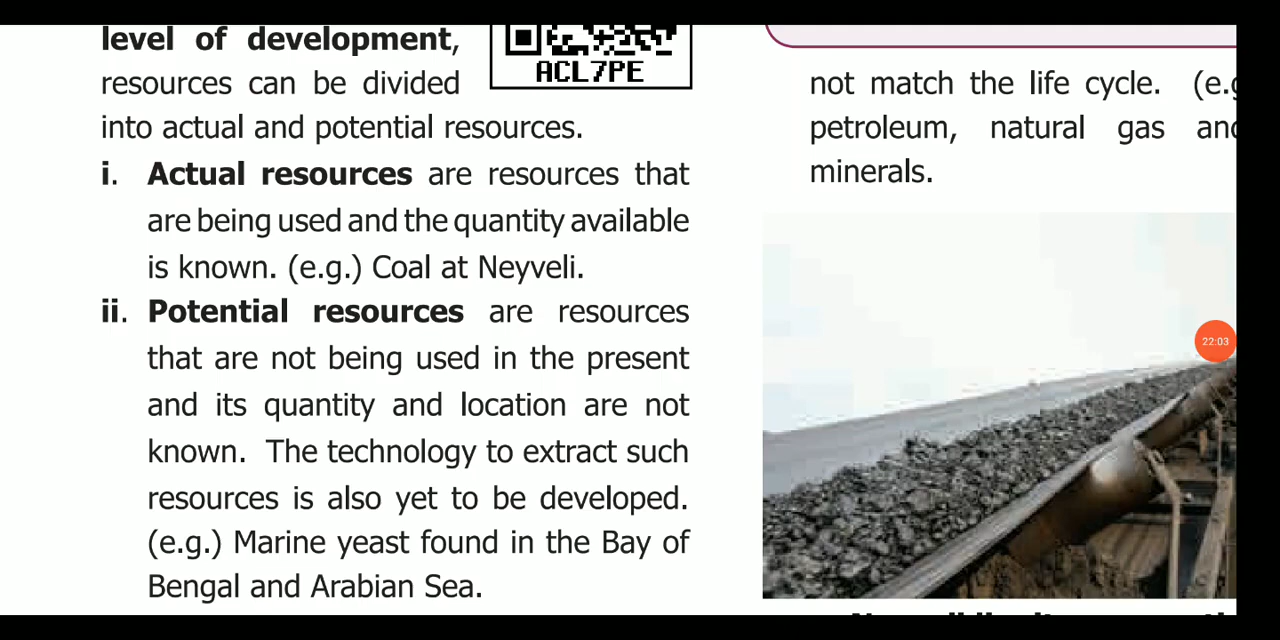 level of development,
resources can be divided
into actual and potential resources.
ACL7PE
i. Actual resources are resources that
are being used and the quantity available
is known. (e.g.) Coal at Neyveli.
ii. Potential resources are resources
that are not being used in the present
and its quantity and location are not
known. The technology to extract such
resources is also yet to be developed.
(e.g.) Marine yeast found in the Bay of
Bengal and Arabian Sea.
not match the life cycle. (e.g
petroleum, natural gas and
minerals.
22:03